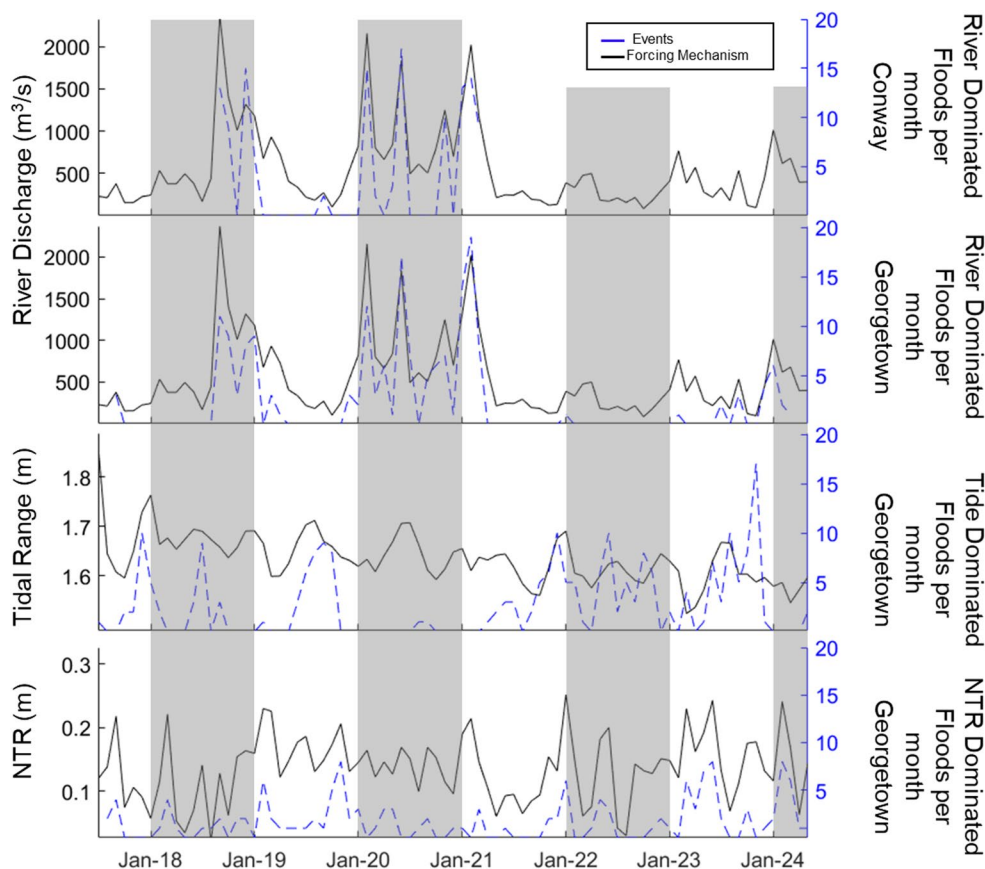 Events
Forcing Mechanism
River Discharge (m³/s)
2000
1500
1000
500
20
15
10
5
River Dominated
Floods per
month
Conway
2000
1500
1000
500
20
15
10
5
River Dominated
Floods per
month
Georgetown
Tidal Range (m)
1.8
1.7
1.6
20
15
10
5
Tide Dominated
Floods per
month
Georgetown
NTR (m)
0.3
0.2
0.1
20
15
10
5
NTR Dominated
Floods per
month
Georgetown
Jan-18 Jan-19 Jan-20 Jan-21 Jan-22 Jan-23 Jan-24